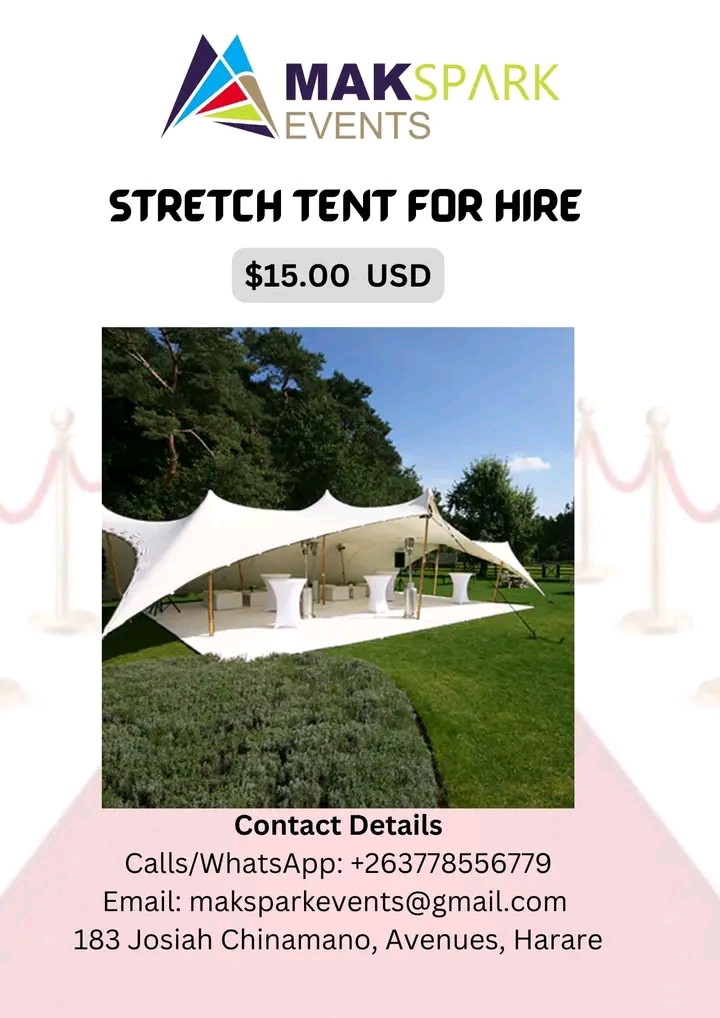 MAKSPARK
EVENTS
STRETCH TENT FOR HIRE
$15.00 USD
Contact Details
Calls/WhatsApp: +263778556779
Email: maksparkevents@gmail.com
183 Josiah Chinamano, Avenues, Harare